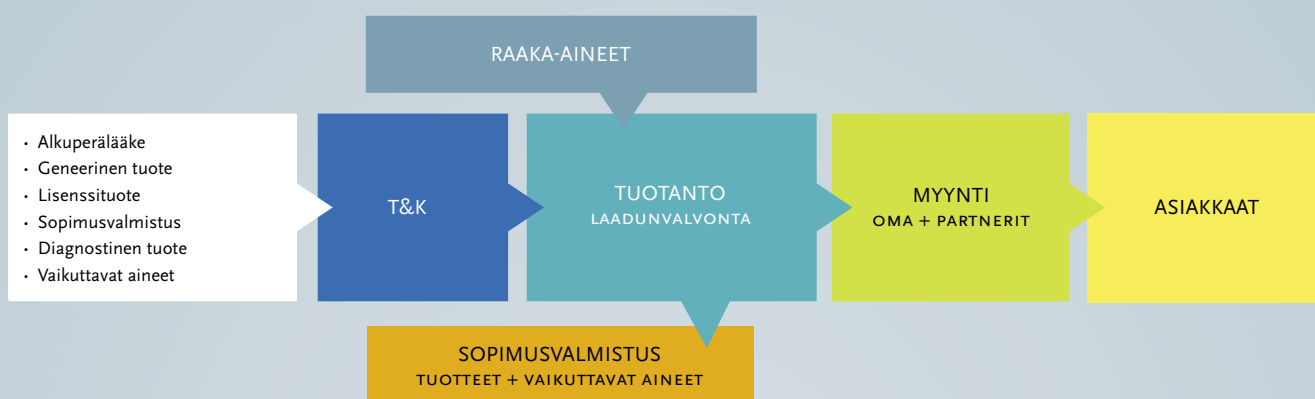 RAAKA-AINEET
• Alkuperälääke
• Geneerinen tuote
• Lisenssituote
• Sopimusvalmistus
• Diagnostinen tuote
• Vaikuttavat aineet
T&K
TUOTANTO
LAADUNVALVONTA
MYYNTI
OMA + PARTNERIT
ASIAKKAAT
SOPIMUSVALMISTUS
TUOTTEET + VAIKUTTAVAT AINEET